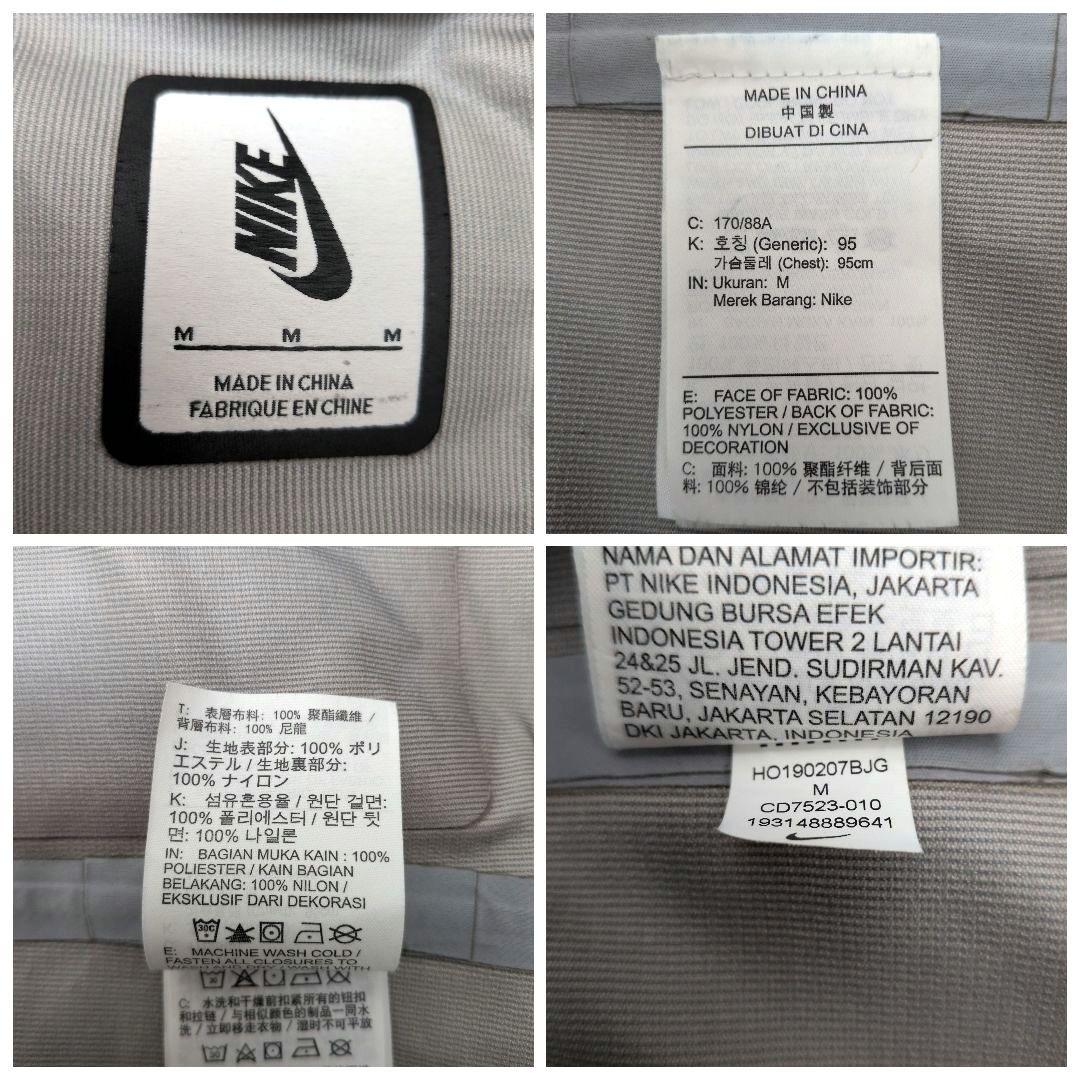 NIKE
M M M
MADE IN CHINA
FABRIQUE EN CHINE
MADE IN CHINA
中国製
DIBUAT DI CINA
C: 170/88A
K: 호칭 (Generic): 95
가슴둘레 (Chest): 95cm
IN: Ukuran: M
Merek Barang: Nike
E: FACE OF FABRIC: 100%
POLYESTER / BACK OF FABRIC:
100% NYLON / EXCLUSIVE OF
DECORATION
C: 面料: 100% 聚酯纤维 / 背后面
料: 100% 锦纶 / 不包括装饰部分
T: 表層布料: 100% 聚酯纖維 /
背層布料: 100% 尼龍
J: 生地表部分: 100% ポリ
エステル / 生地裏部分:
100% ナイロン
K: 섬유혼용율 / 원단 겉면:
100% 폴리에스터 / 원단 뒷
면: 100% 나일론
IN: BAGIAN MUKA KAIN : 100%
POLIESTER / KAIN BAGIAN
BELAKANG: 100% NILON /
EKSKLUSIF DARI DEKORASI
30C
E: MACHINE WASH COLD /
FASTEN ALL CLOSURES TO
WASH AND DRY / WASH WITH
C: 水洗和干燥前扣紧所有的钮扣
和拉链 / 与相似颜色的制品一同水
洗 / 立即移走衣物 / 湿时不可平放
30
NAMA DAN ALAMAT IMPORTIR:
PT NIKE INDONESIA, JAKARTA
GEDUNG BURSA EFEK
INDONESIA TOWER 2 LANTAI
24&25 JL. JEND. SUDIRMAN KAV.
52-53, SENAYAN, KEBAYORAN
BARU, JAKARTA SELATAN 12190
DKI JAKARTA, INDONESIA
HO190207BJG
M
CD7523-010
193148889641